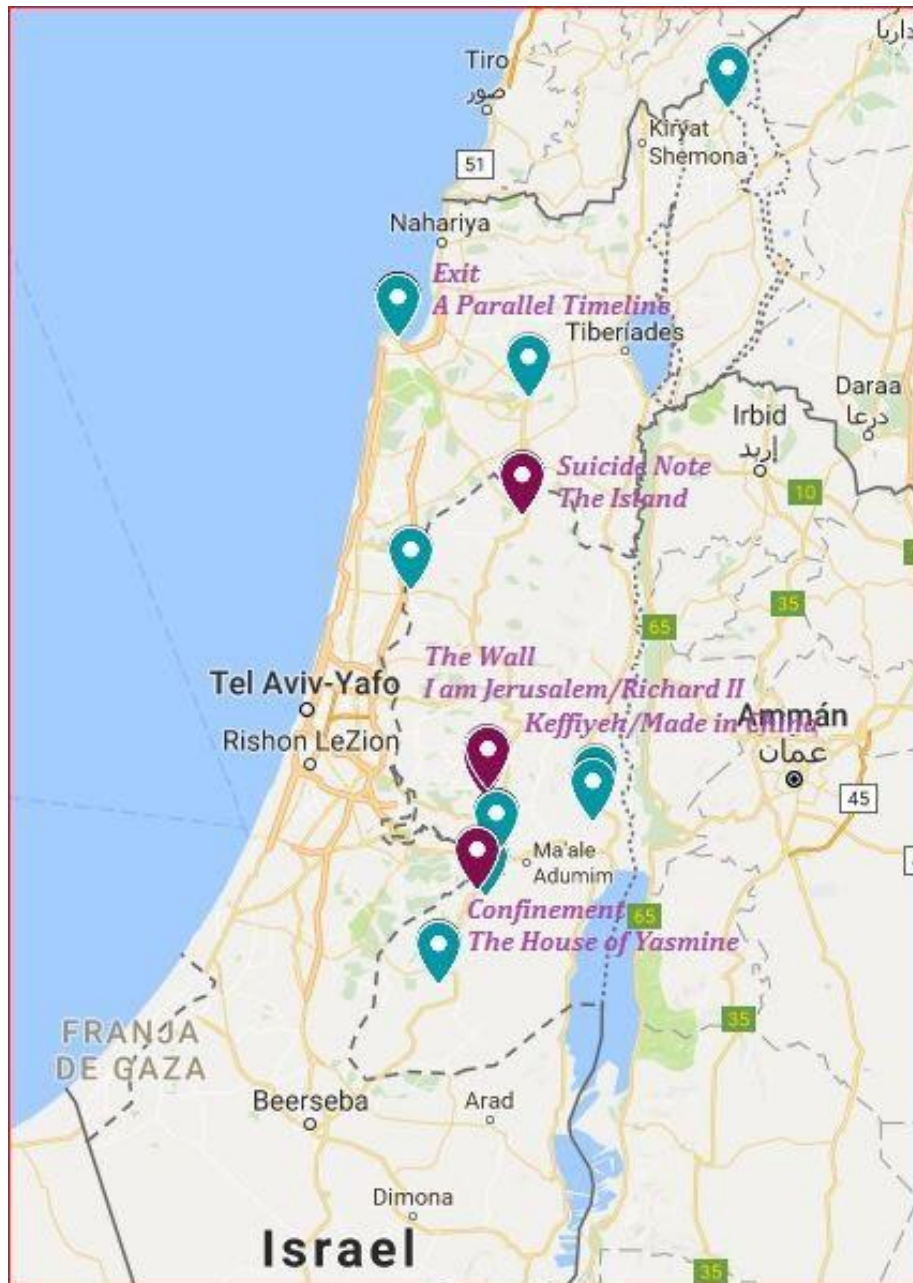 داريا
Tiro
صور
Kiryat
Shemona
51
Nahariya
Exit
A Parallel Timeline
Tiberíades
Daraa
درعا
Irbid
إربد
Suicide Note
The Island
10
35
65
The Wall
Tel Aviv-Yafo
I am Jerusalem/Richard II
Keffiyeh/Made in China
Ammán
عمان
Rishon LeZion
45
Ma'ale
Adumim
Confinement
65
The House of Yasmine
35
FRANJA
DE GAZA
Beerseba
Arad
Dimona
Israel
35